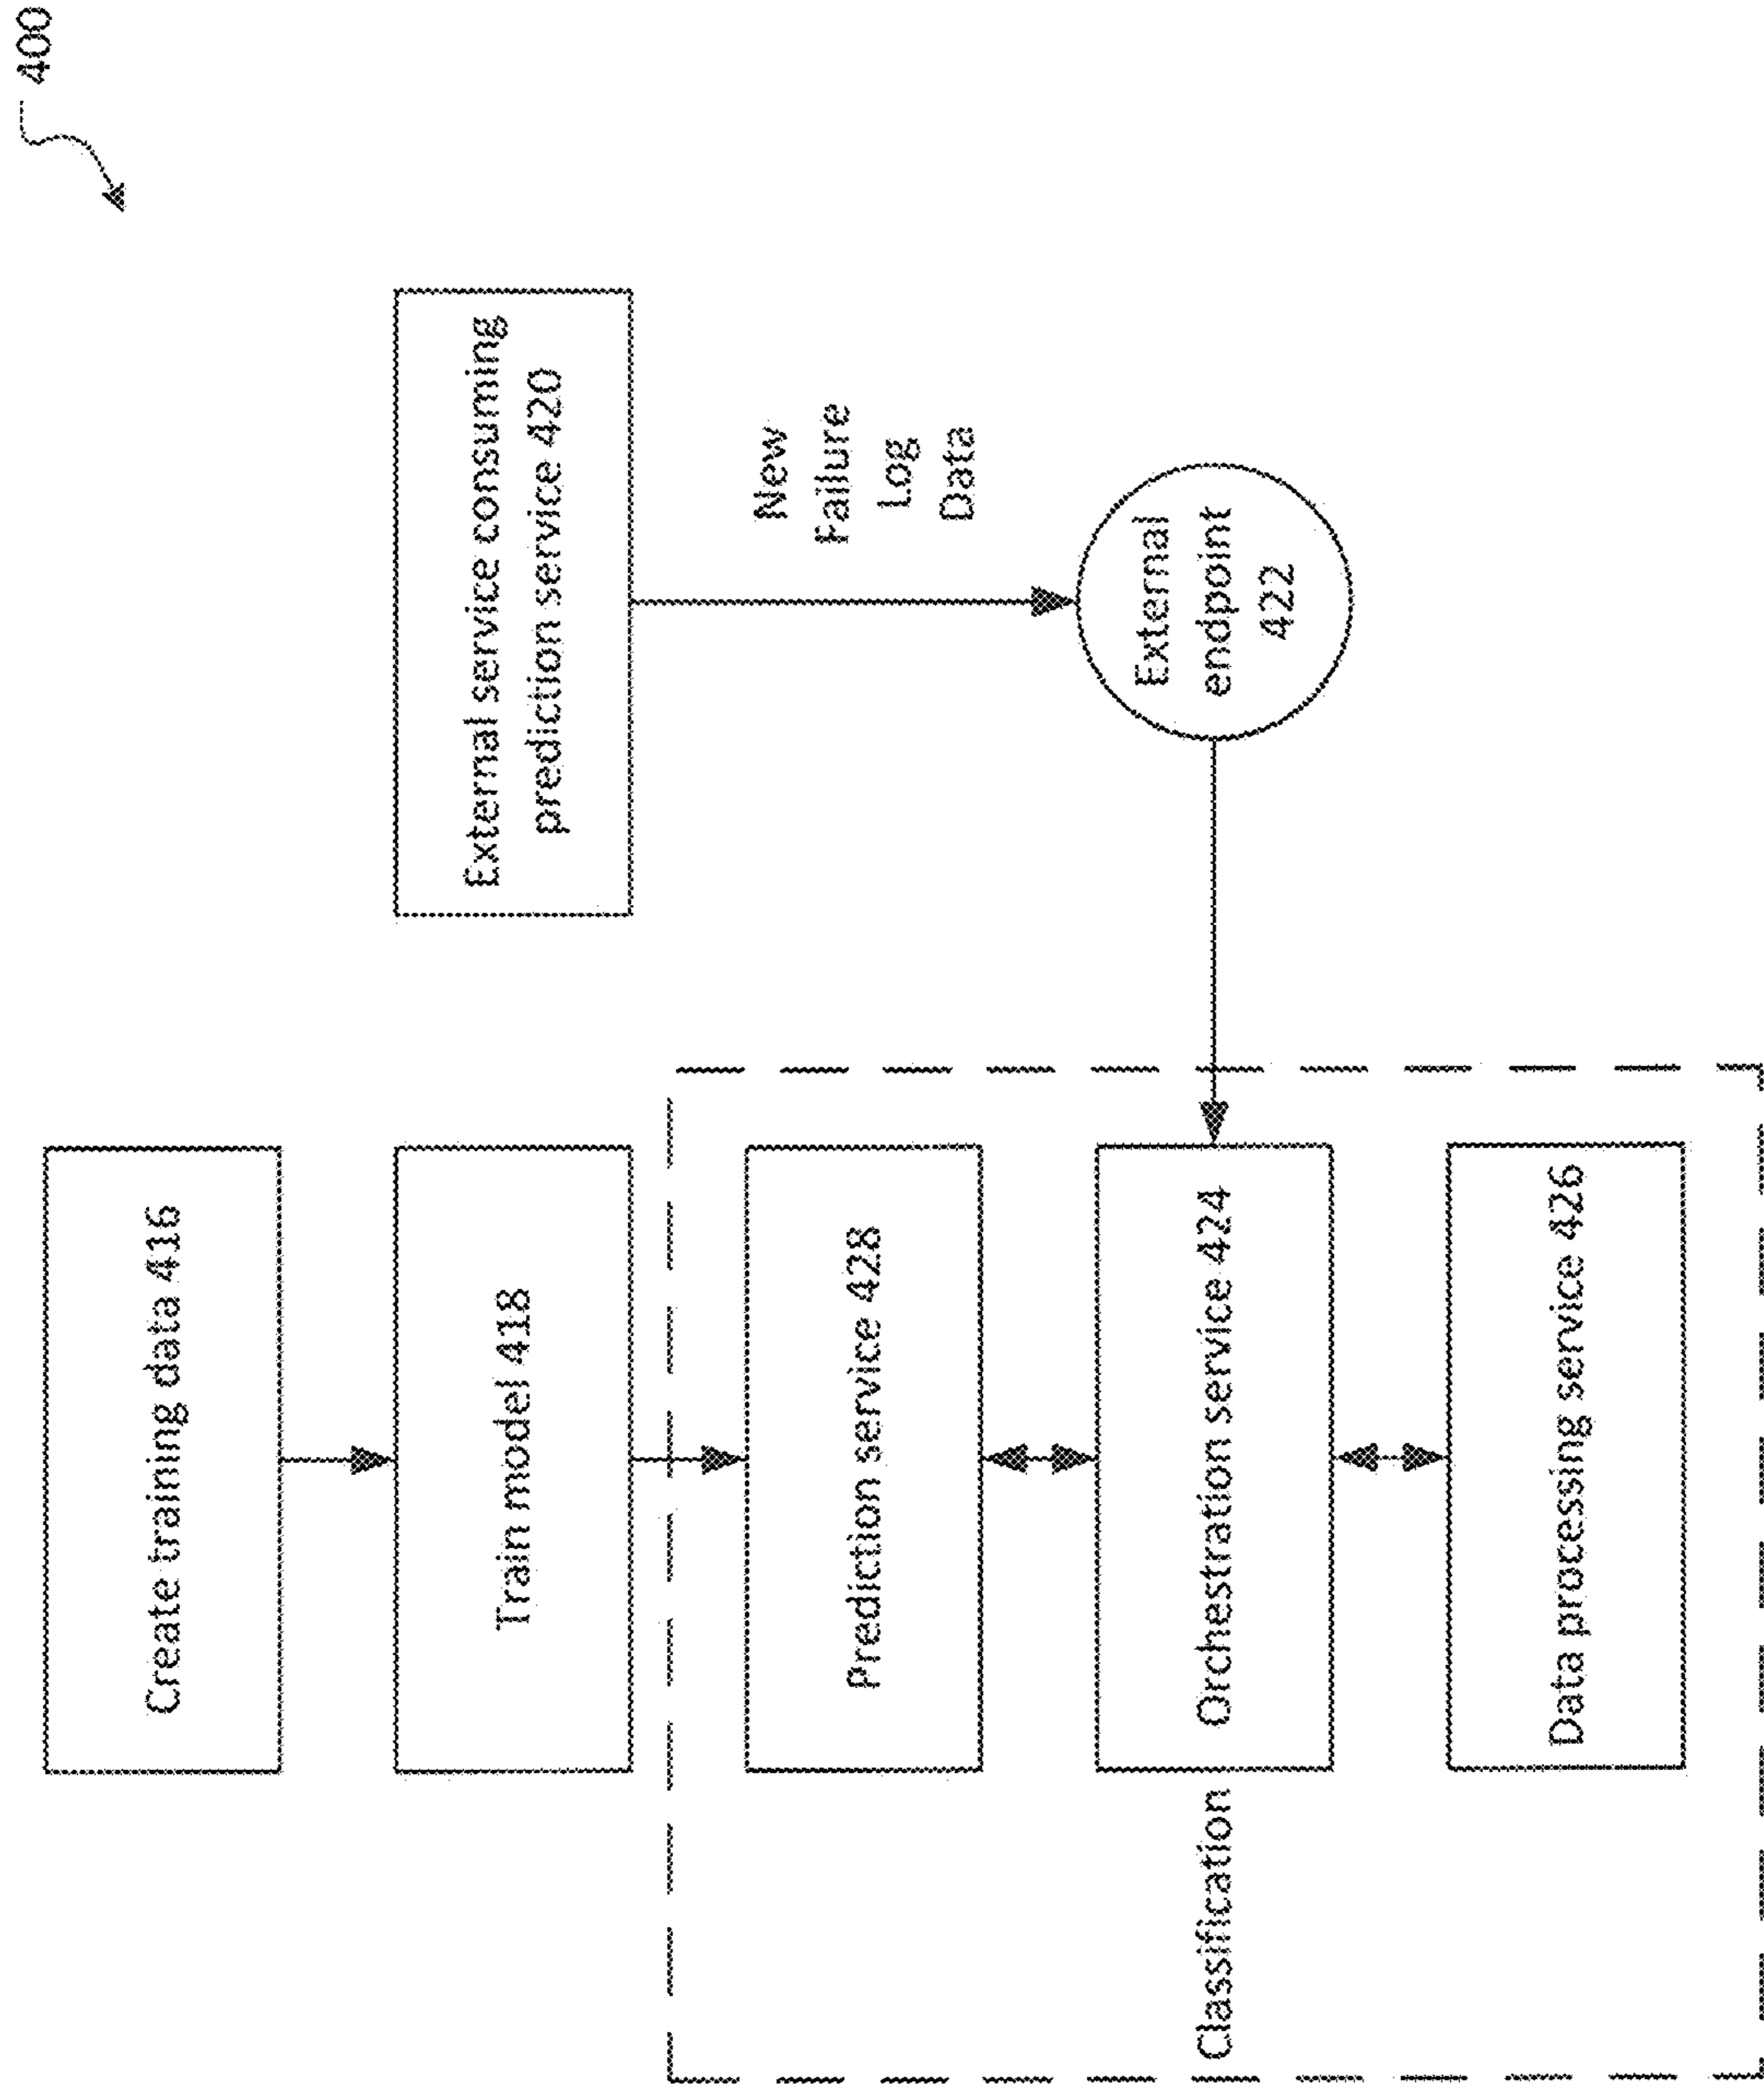 400
Create training data 416
Train model 418
External service consuming
prediction service 420
New
Failure
Log
Data
Prediction service 428
External
endpoint
422
Classification
Orchestration service 424
Data processing service 426